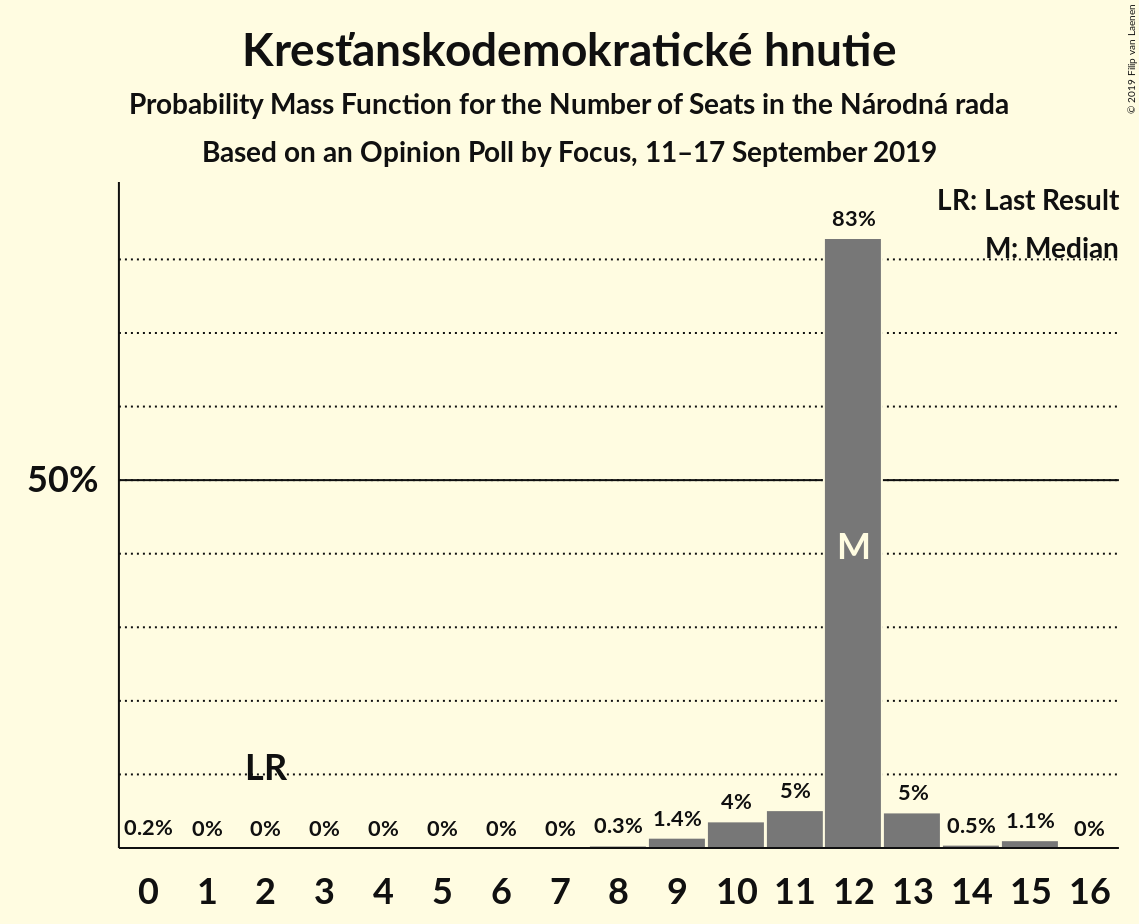 Kresťanskodemokratické hnutie
Probability Mass Function for the Number of Seats in the Národná rada
Based on an Opinion Poll by Focus, 11–17 September 2019
© 2019 Filip van Laenen
LR: Last Result
M: Median
83%
50%
M
LR
0.2% 0% 0% 0% 0% 0% 0% 0% 0.3% 1.4% 4% 5% 5% 0.5% 1.1% 0%
0 1 2 3 4 5 6 7 8 9 10 11 12 13 14 15 16